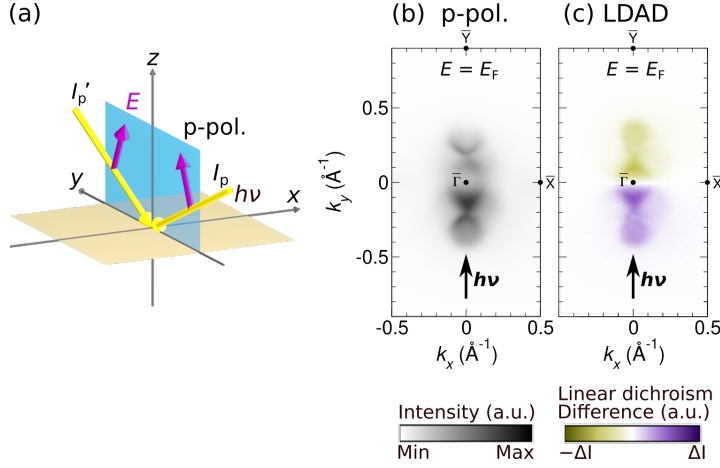 (a)
z
I_p'
E
p-pol.
I_p
hν
y
x
(b) p-pol.
Y̅
E = E_F
0.5
Γ̅
0
X̅
-0.5
hν
-0.5 0 0.5
k_x (Å⁻¹)
k_y (Å⁻¹)
Intensity (a.u.)
Min Max
(c) LDAD
Y̅
E = E_F
Γ̅
X̅
hν
0 0.5
k_x (Å⁻¹)
Linear dichroism
Difference (a.u.)
−ΔI ΔI